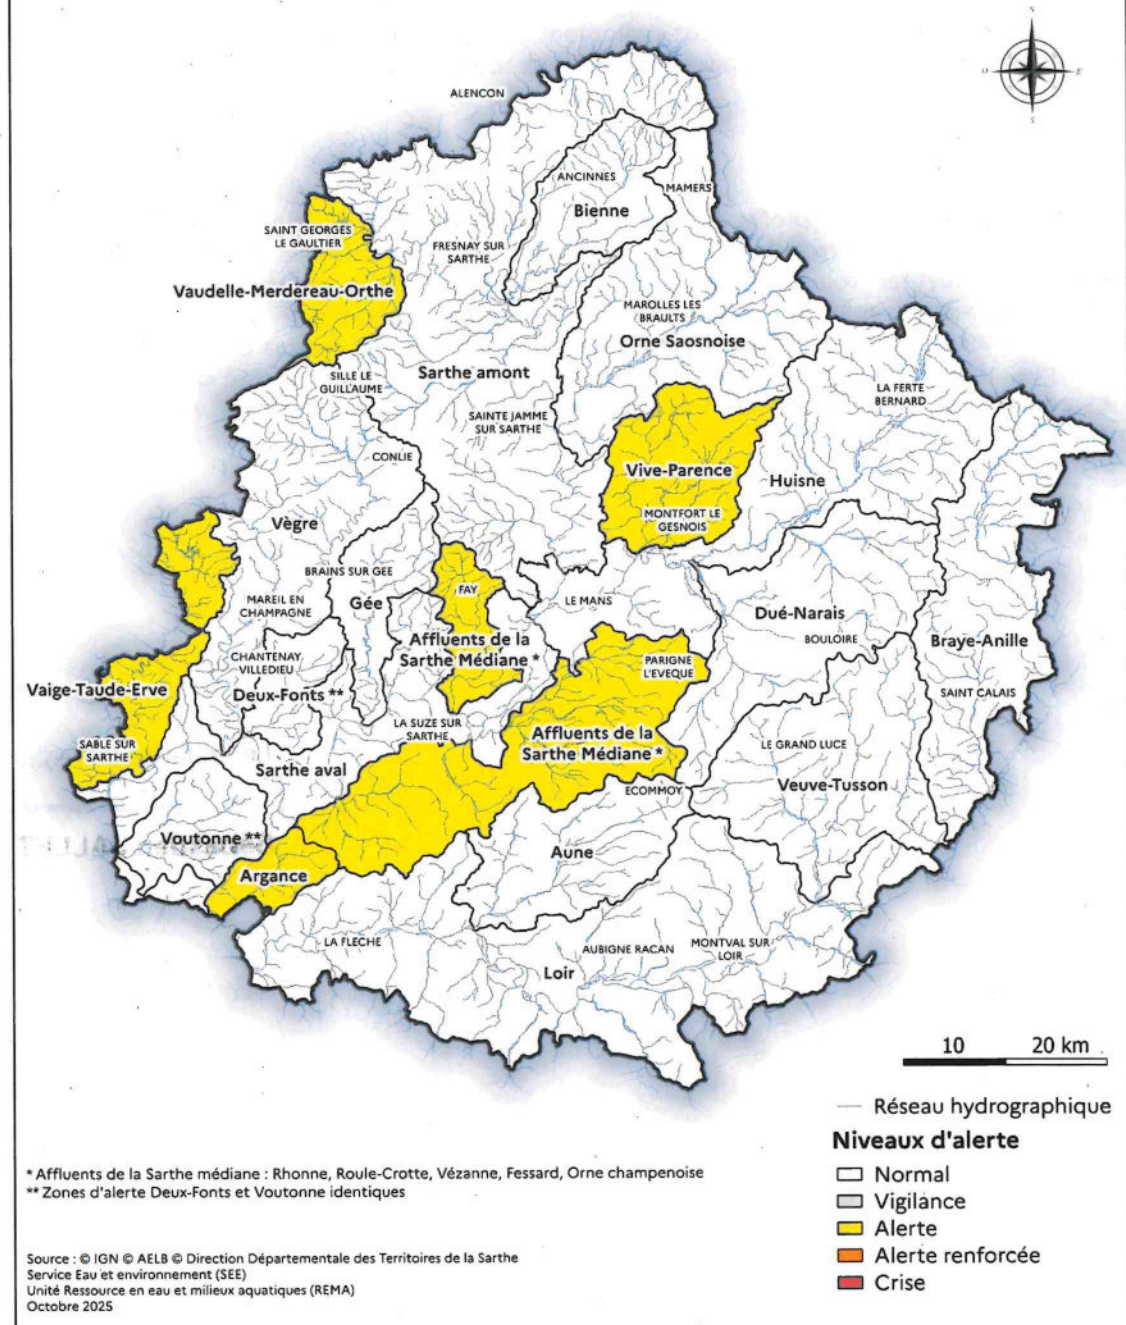 N
O
E
S
ALENCON
ANCINNES
MAMERS
Bienne
SAINT GEORGES
LE GAULTIER
FRESNAY SUR
SARTHE
Vaudelle-Merdereau-Orthe
MAROLLES LES
BRAULTS
Orne Saosnoise
SILLE LE
GUILLAUME
Sarthe amont
LA FERTE
BERNARD
SAINTE JAMME
SUR SARTHE
CONLIE
Vive-Parence
Huisne
MONTFORT LE
GESNOIS
Vègre
BRAINS SUR GEE
FAY
LE MANS
MAREIL EN
CHAMPAGNE
Gée
Dué-Narais
BOULOIRE
Affluents de la
Sarthe Médiane *
Braye-Anille
CHANTENAY
VILLEDIEU
PARIGNE
L'EVEQUE
Vaige-Taude-Erve
Deux-Fonts **
SAINT CALAIS
LA SUZE SUR
SARTHE
Affluents de la
Sarthe Médiane *
SABLE SUR
SARTHE
LE GRAND LUCE
Sarthe aval
ECOMMOY
Veuve-Tusson
Voutonne **
Aune
Argance
LA FLECHE
AUBIGNE RACAN
MONTVAL SUR
LOIR
Loir
10 20 km
Réseau hydrographique
Niveaux d'alerte
Normal
Vigilance
Alerte
Alerte renforcée
Crise
* Affluents de la Sarthe médiane : Rhonne, Roule-Crotte, Vézanne, Fessard, Orne champenoise
** Zones d'alerte Deux-Fonts et Voutonne identiques
Source : © IGN © AELB © Direction Départementale des Territoires de la Sarthe
Service Eau et environnement (SEE)
Unité Ressource en eau et milieux aquatiques (REMA)
Octobre 2025